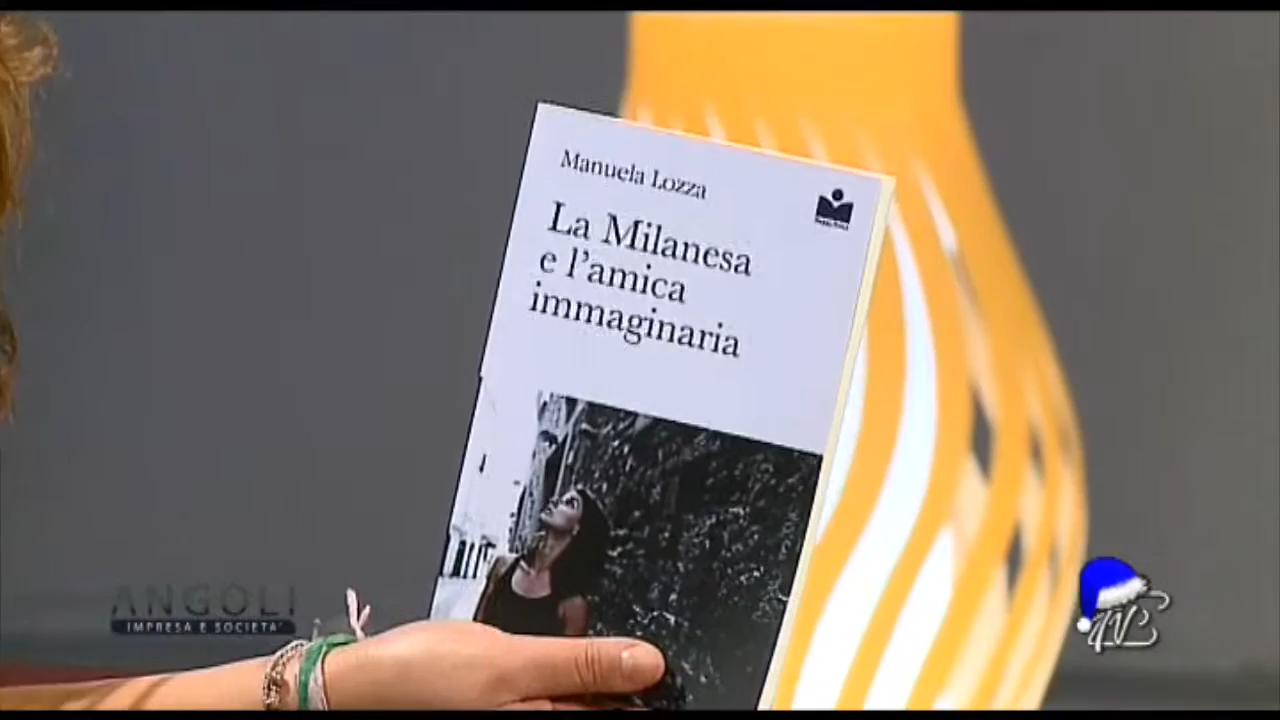 Manuela Lozza
La Milanesa
e l'amica
immaginaria
ANGOLI
IMPRESA E SOCIETA'